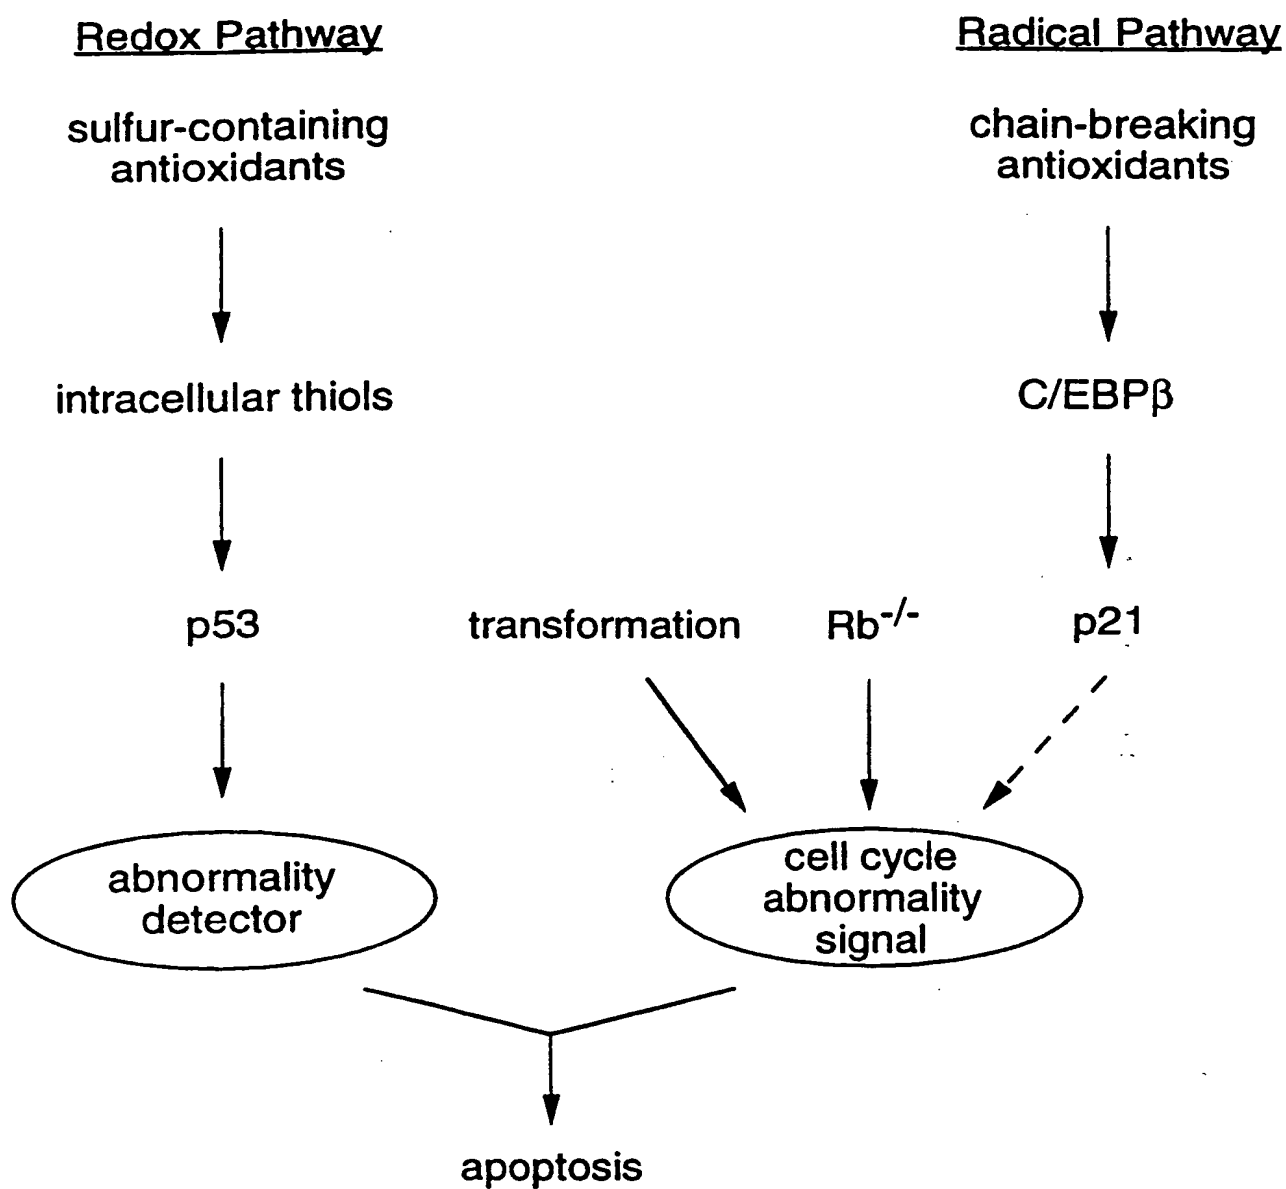 Redox Pathway
Radical Pathway
sulfur-containing
antioxidants
chain-breaking
antioxidants
intracellular thiols
C/EBPβ
p53
transformation
Rb-/-
p21
abnormality
detector
cell cycle
abnormality
signal
apoptosis